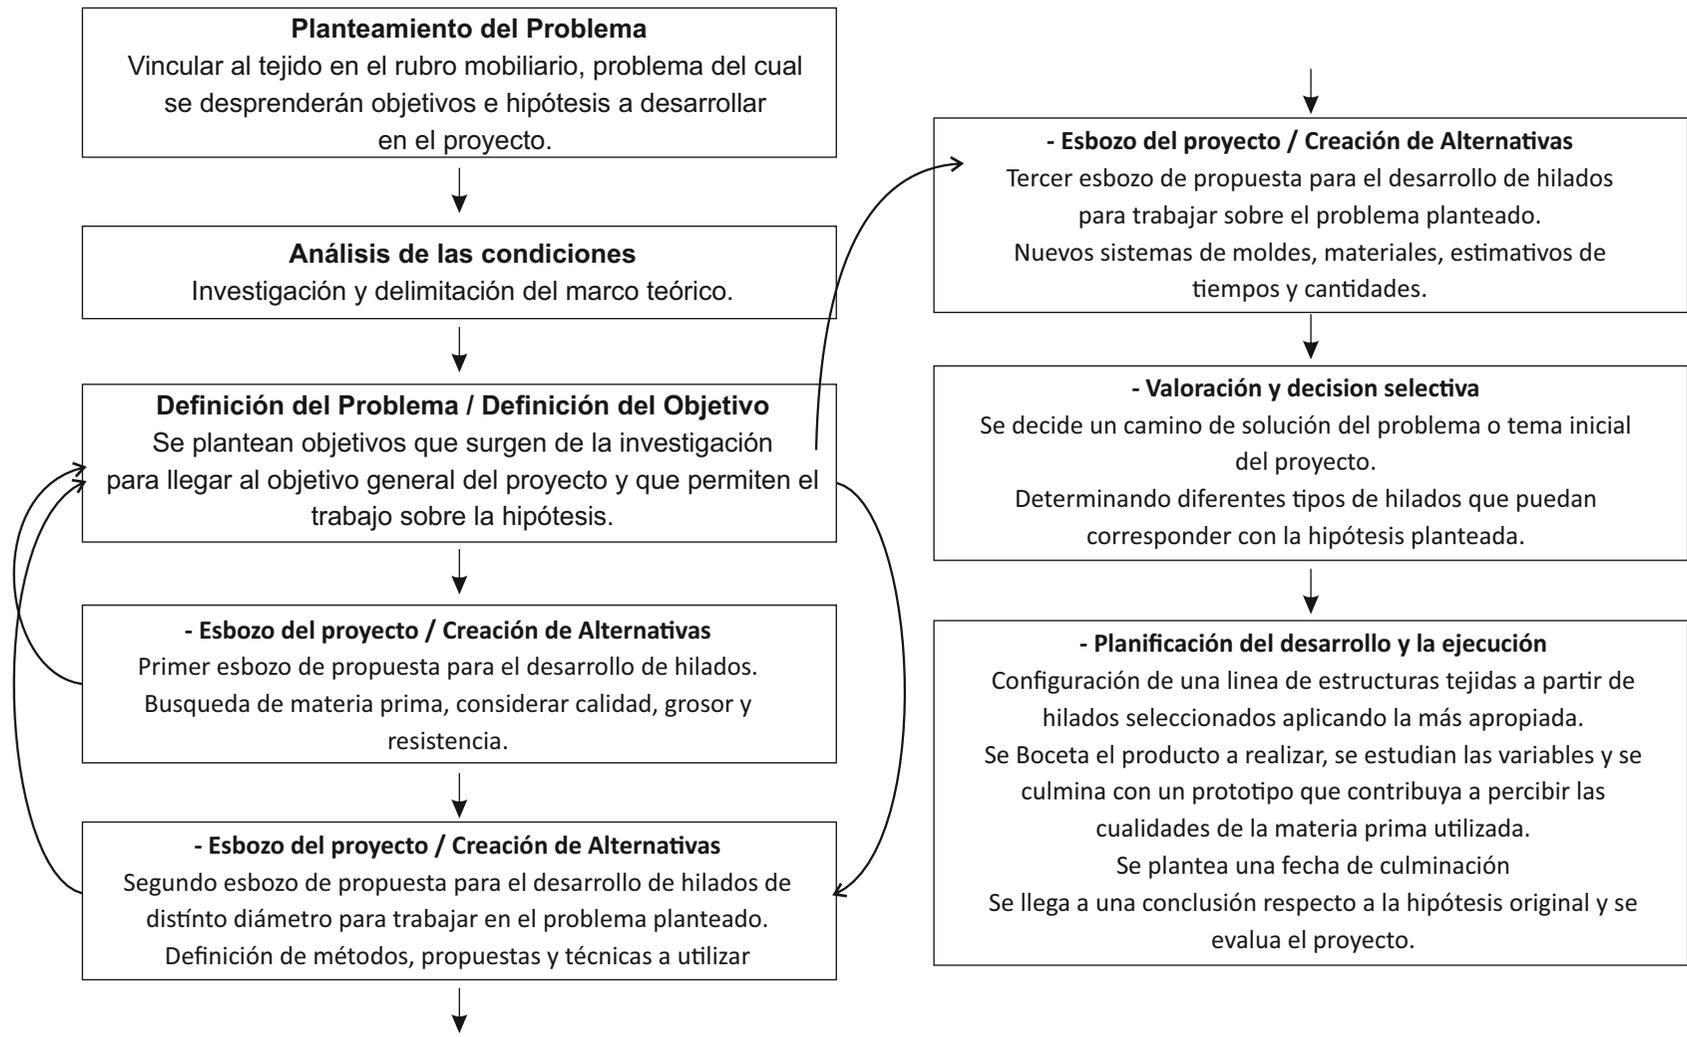 Planteamiento del Problema
Vincular al tejido en el rubro mobiliario, problema del cual
se desprenderán objetivos e hipótesis a desarrollar
en el proyecto.
Análisis de las condiciones
Investigación y delimitación del marco teórico.
Definición del Problema / Definición del Objetivo
Se plantean objetivos que surgen de la investigación
para llegar al objetivo general del proyecto y que permiten el
trabajo sobre la hipótesis.
- Esbozo del proyecto / Creación de Alternativas
Primer esbozo de propuesta para el desarrollo de hilados.
Busqueda de materia prima, considerar calidad, grosor y
resistencia.
- Esbozo del proyecto / Creación de Alternativas
Segundo esbozo de propuesta para el desarrollo de hilados de
distínto diámetro para trabajar en el problema planteado.
Definición de métodos, propuestas y técnicas a utilizar
- Esbozo del proyecto / Creación de Alternativas
Tercer esbozo de propuesta para el desarrollo de hilados
para trabajar sobre el problema planteado.
Nuevos sistemas de moldes, materiales, estimativos de
tiempos y cantidades.
- Valoración y decision selectiva
Se decide un camino de solución del problema o tema inicial
del proyecto.
Determinando diferentes tipos de hilados que puedan
corresponder con la hipótesis planteada.
- Planificación del desarrollo y la ejecución
Configuración de una linea de estructuras tejidas a partir de
hilados seleccionados aplicando la más apropiada.
Se Boceta el producto a realizar, se estudian las variables y se
culmina con un prototipo que contribuya a percibir las
cualidades de la materia prima utilizada.
Se plantea una fecha de culminación
Se llega a una conclusión respecto a la hipótesis original y se
evalua el proyecto.